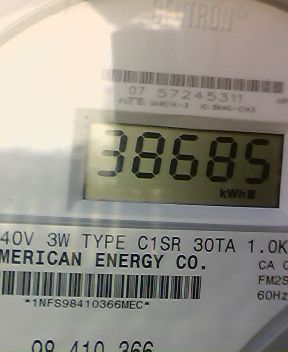 CENTRON®
07 57245311
38685
kWh
40V 3W TYPE C1SR 30TA 1.0K
MERICAN ENERGY CO.
CA 0
FM2S
60Hz
*1NFS98410366MEC*
98 410 366